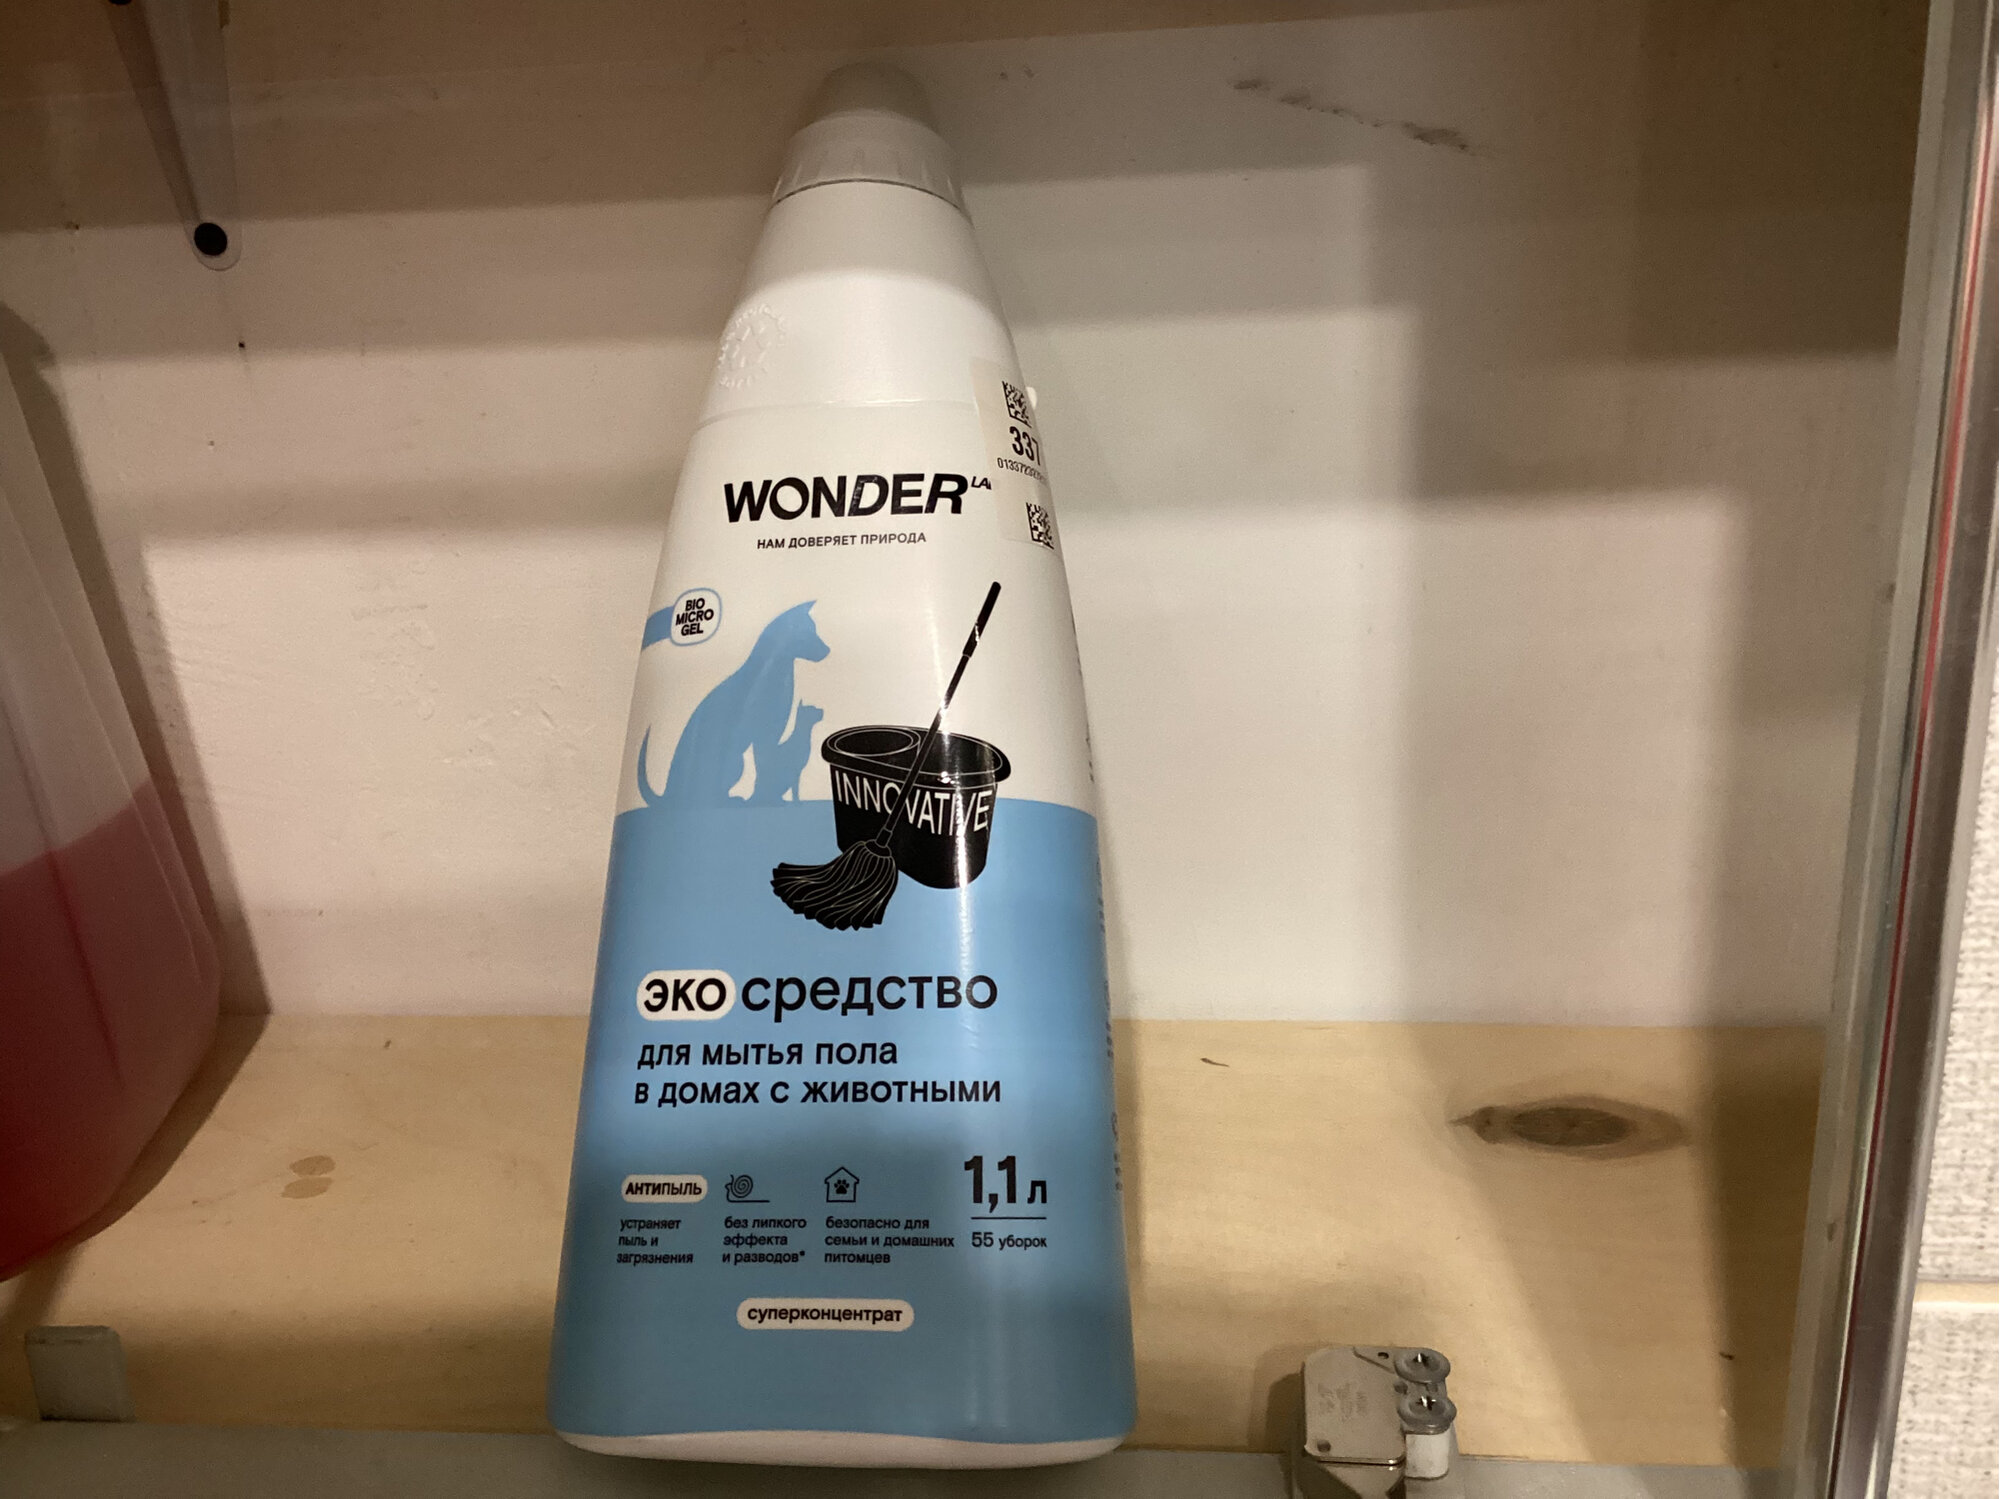 337
WONDER
НАМ ДОВЕРЯЕТ ПРИРОДА
BIO
MICRO
GEL
INNOVATIVE
эко средство
для мытья пола
в домах с животными
АНТИПЫЛЬ
устраняет
пыль и
загрязнения
без липкого
эффекта
и разводов*
безопасно для
семьи и домашних
питомцев
1,1 л
55 уборок
суперконцентрат